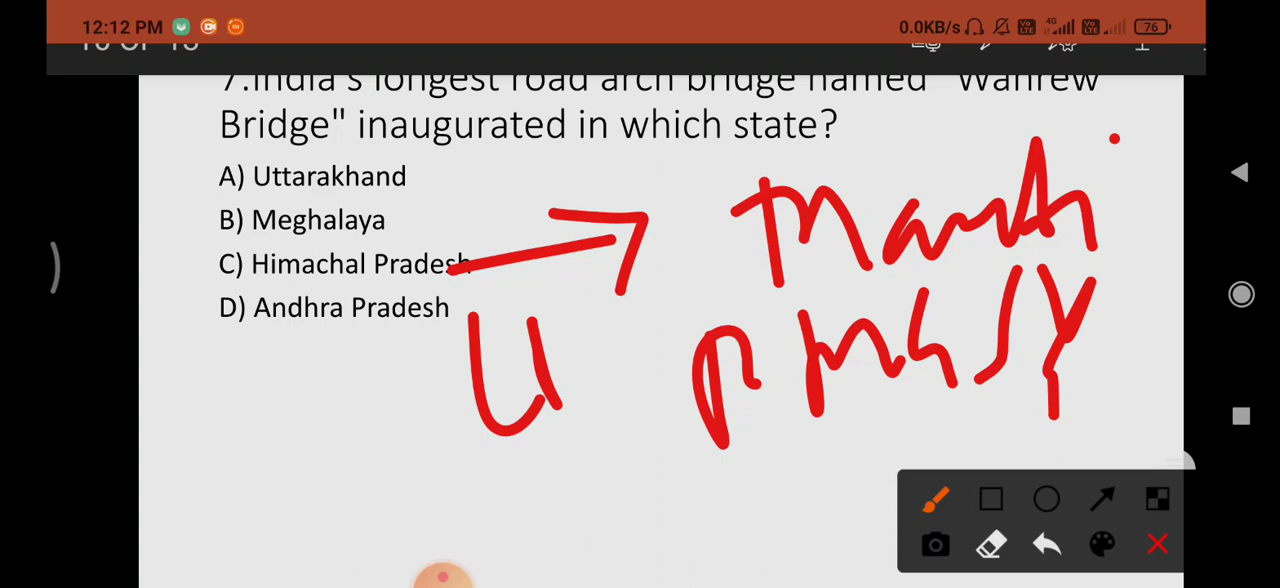 12:12 PM
0.0KB/s 4G 76
7.India's longest road arch bridge named "Wahrew
Bridge" inaugurated in which state?
A) Uttarakhand
B) Meghalaya
C) Himachal Pradesh
D) Andhra Pradesh